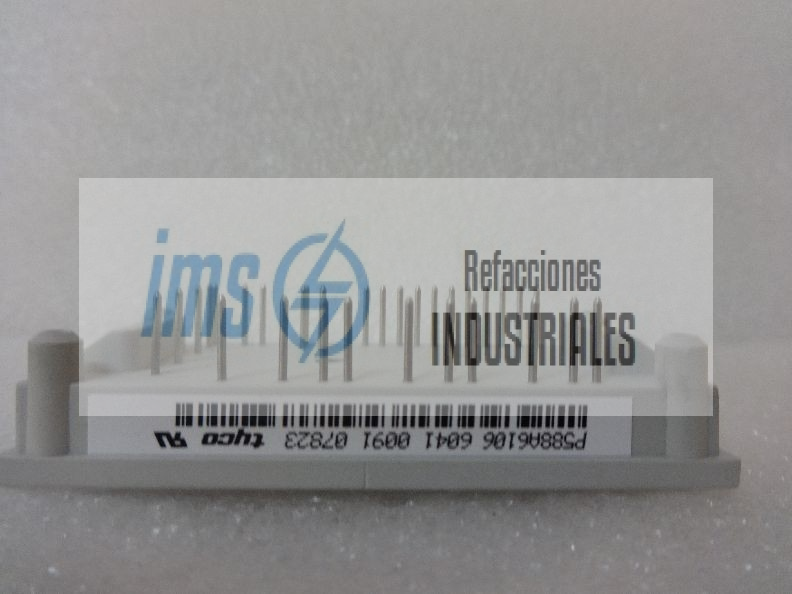 ims
Refacciones
INDUSTRIALES
P588A6106 6041 0091 07823 tyco